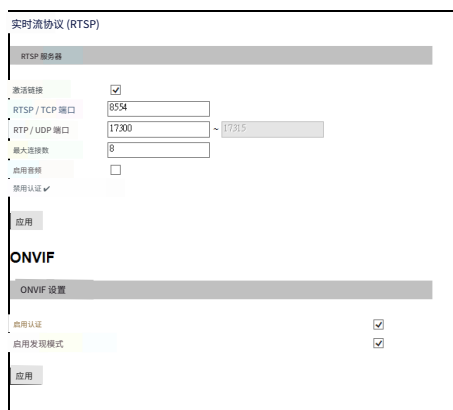 实时流协议 (RTSP)
RTSP 服务器
激活链接
RTSP / TCP 端口 8554
RTP / UDP 端口 17300 ~ 17315
最大连接数 8
启用音频
禁用认证 ✔
应用
ONVIF
ONVIF 设置
启用认证
启用发现模式
应用